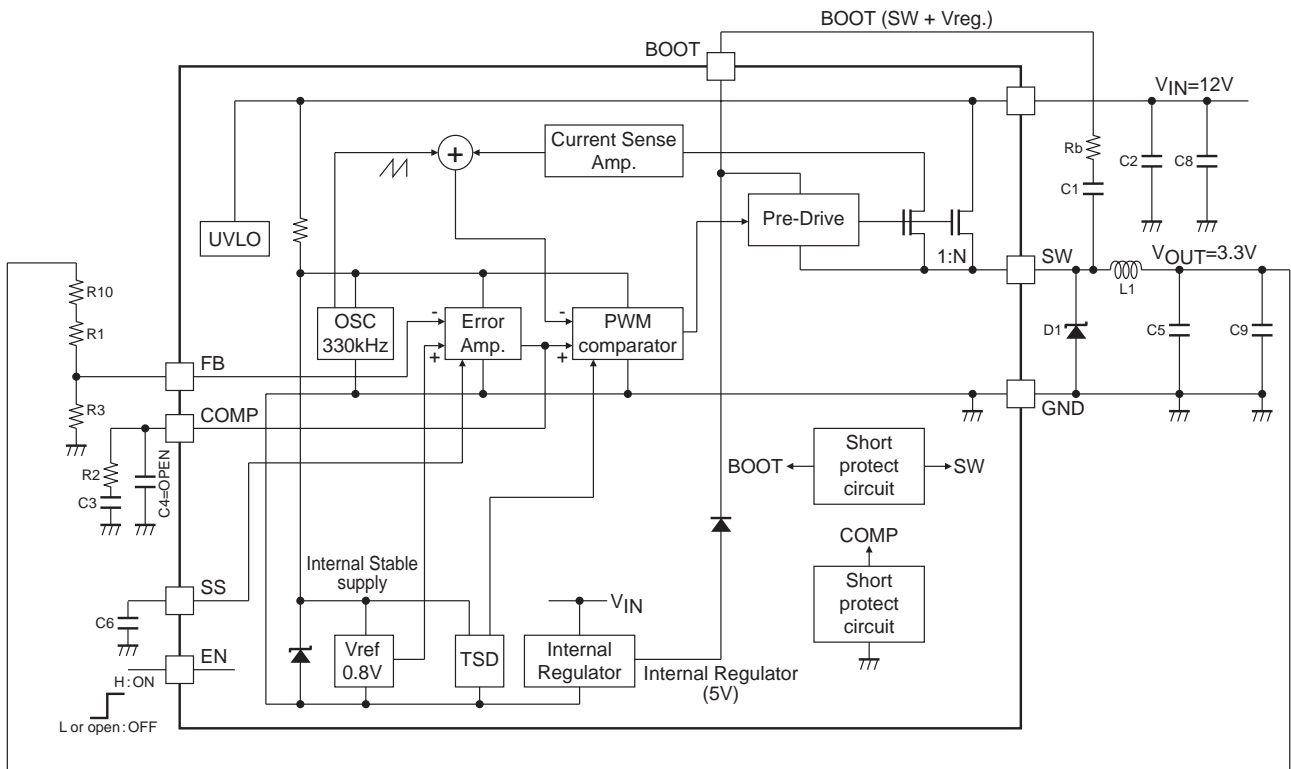 BOOT (SW + Vreg.)
BOOT
VIN=12V
Current Sense
Amp.
+
Rb
C1
C2
C8
UVLO
Pre-Drive
1:N
SW
VOUT=3.3V
L1
R10
R1
OSC
330kHz
-
Error
Amp.
+
-
PWM
comparator
+
D1
C5
C9
FB
R3
COMP
GND
R2
C3
C4=OPEN
BOOT
Short
protect
circuit
SW
COMP
Short
protect
circuit
Internal Stable
supply
SS
C6
EN
H:ON
L or open:OFF
Vref
0.8V
TSD
VIN
Internal
Regulator
Internal Regulator
(5V)